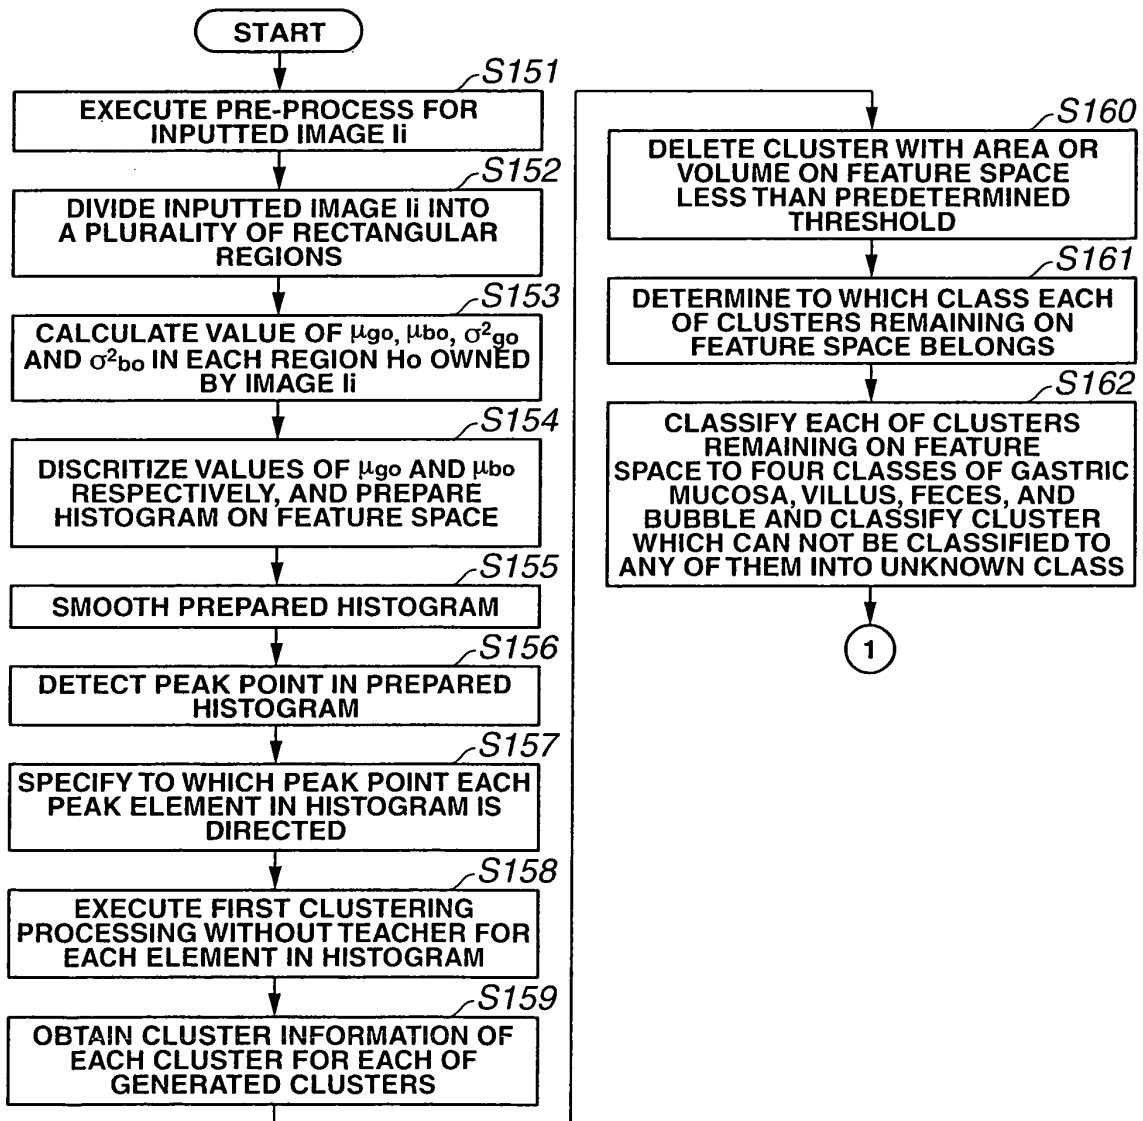 START
S151
EXECUTE PRE-PROCESS FOR
INPUTTED IMAGE Ii
S152
DIVIDE INPUTTED IMAGE Ii INTO
A PLURALITY OF RECTANGULAR
REGIONS
S153
CALCULATE VALUE OF μgo, μbo, σ²go
AND σ²bo IN EACH REGION Ho OWNED
BY IMAGE Ii
S154
DISCRITIZE VALUES OF μgo AND μbo
RESPECTIVELY, AND PREPARE
HISTOGRAM ON FEATURE SPACE
S155
SMOOTH PREPARED HISTOGRAM
S156
DETECT PEAK POINT IN PREPARED
HISTOGRAM
S157
SPECIFY TO WHICH PEAK POINT EACH
PEAK ELEMENT IN HISTOGRAM IS
DIRECTED
S158
EXECUTE FIRST CLUSTERING
PROCESSING WITHOUT TEACHER FOR
EACH ELEMENT IN HISTOGRAM
S159
OBTAIN CLUSTER INFORMATION OF
EACH CLUSTER FOR EACH OF
GENERATED CLUSTERS
S160
DELETE CLUSTER WITH AREA OR
VOLUME ON FEATURE SPACE
LESS THAN PREDETERMINED
THRESHOLD
S161
DETERMINE TO WHICH CLASS EACH
OF CLUSTERS REMAINING ON
FEATURE SPACE BELONGS
S162
CLASSIFY EACH OF CLUSTERS
REMAINING ON FEATURE
SPACE TO FOUR CLASSES OF GASTRIC
MUCOSA, VILLUS, FECES, AND
BUBBLE AND CLASSIFY CLUSTER
WHICH CAN NOT BE CLASSIFIED TO
ANY OF THEM INTO UNKNOWN CLASS
1